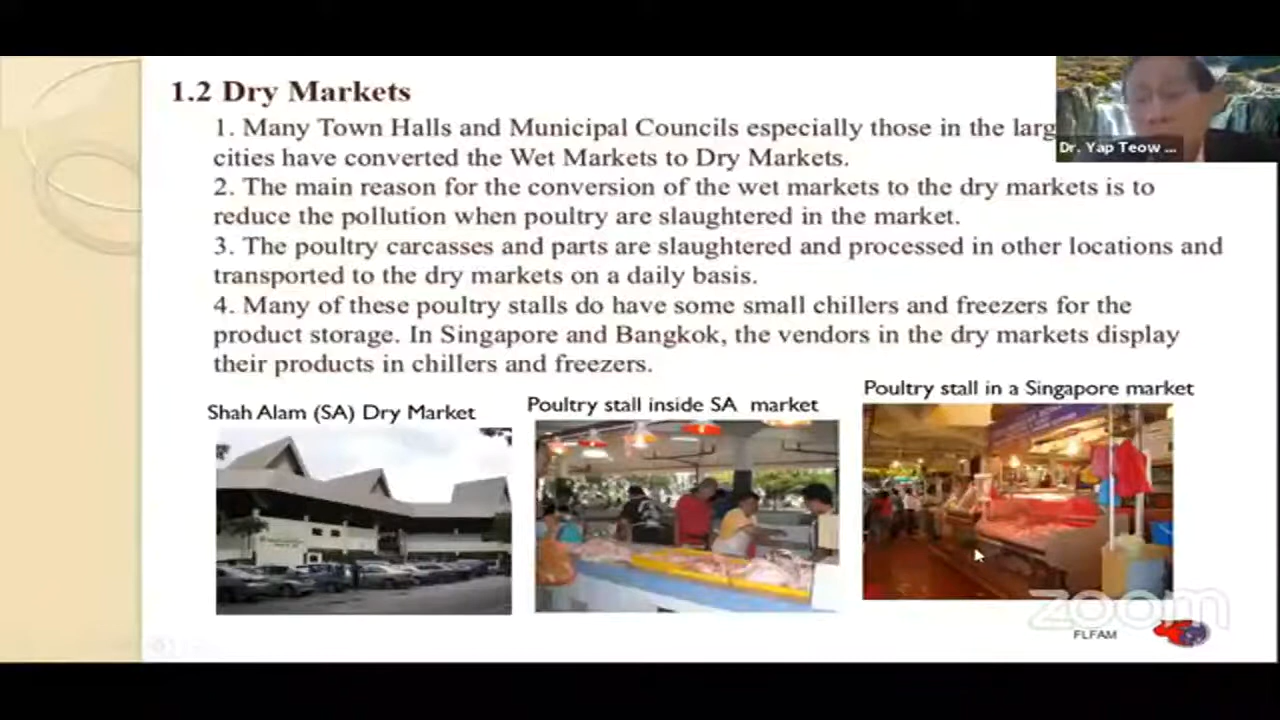 1.2 Dry Markets
1. Many Town Halls and Municipal Councils especially those in the larg
cities have converted the Wet Markets to Dry Markets.
Dr. Yap Teow ...
2. The main reason for the conversion of the wet markets to the dry markets is to
reduce the pollution when poultry are slaughtered in the market.
3. The poultry carcasses and parts are slaughtered and processed in other locations and
transported to the dry markets on a daily basis.
4. Many of these poultry stalls do have some small chillers and freezers for the
product storage. In Singapore and Bangkok, the vendors in the dry markets display
their products in chillers and freezers.
Shah Alam (SA) Dry Market
Poultry stall inside SA market
Poultry stall in a Singapore market
zoom
FLFAM